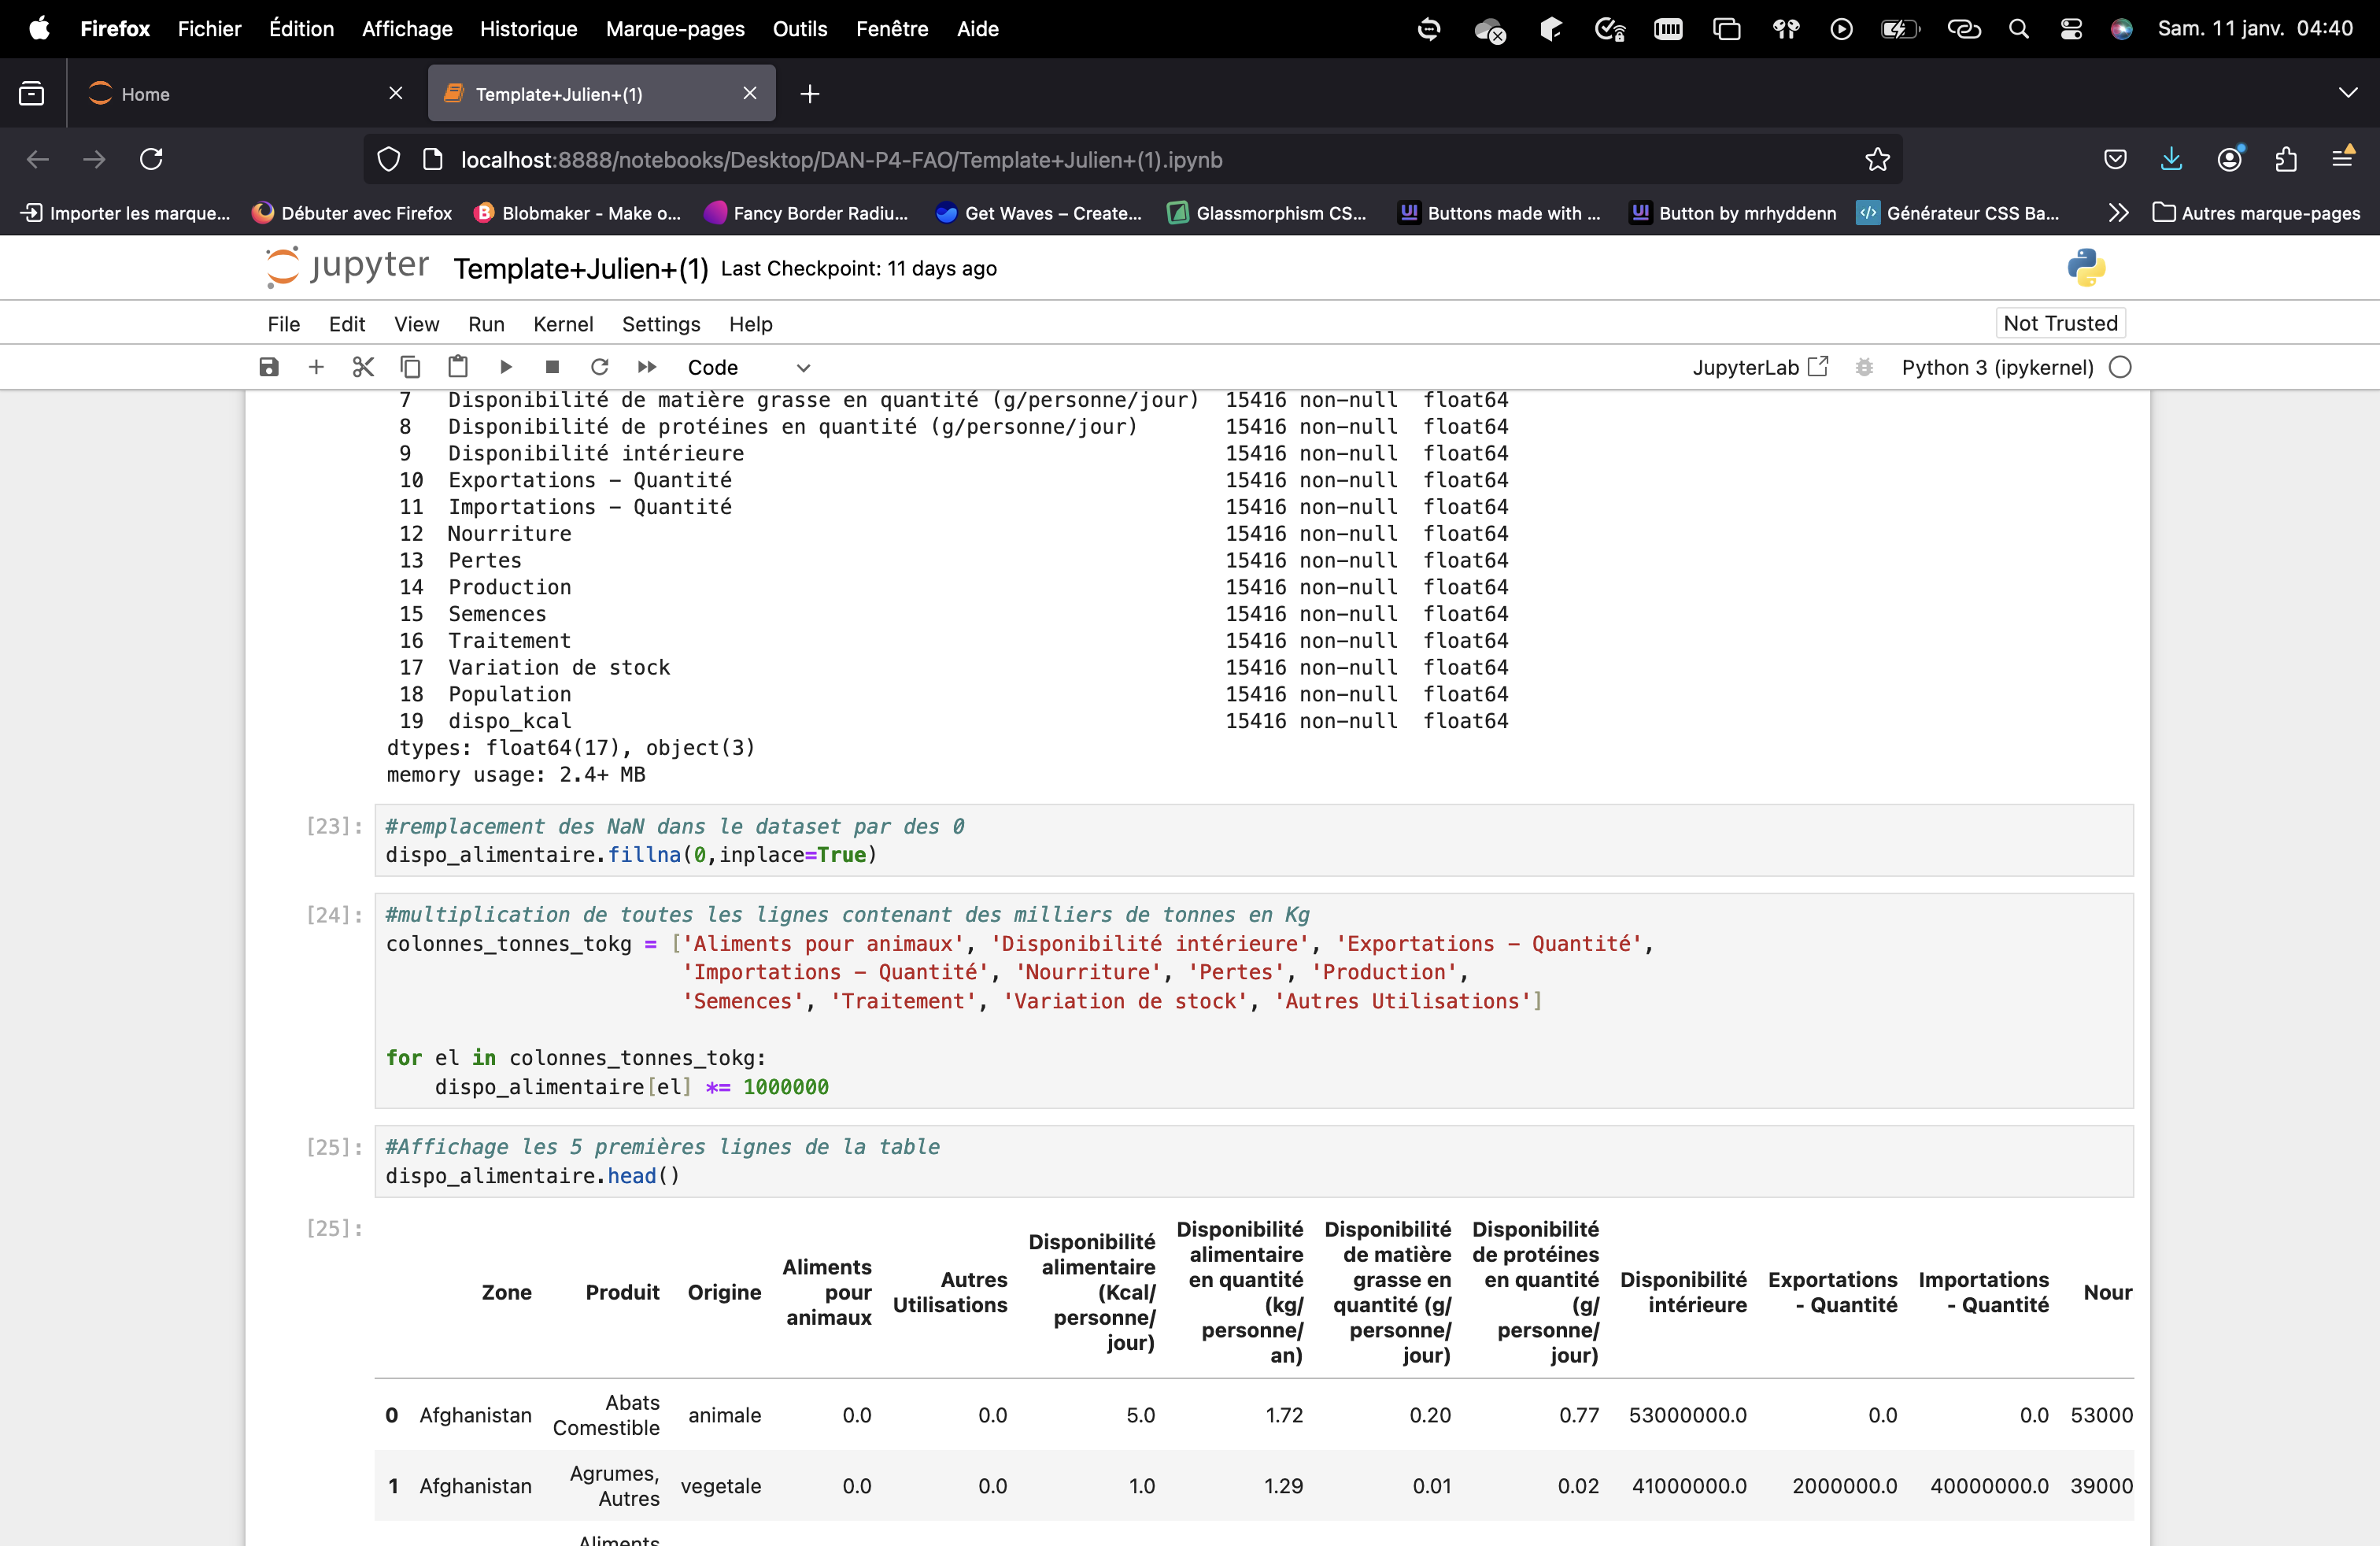 Firefox Fichier Édition Affichage Historique Marque-pages Outils Fenêtre Aide Sam. 11 janv. 04:40
Home Template+Julien+(1)
localhost:8888/notebooks/Desktop/DAN-P4-FAO/Template+Julien+(1).ipynb
Importer les marque... Débuter avec Firefox Blobmaker - Make o... Fancy Border Radiu... Get Waves – Create... Glassmorphism CS... Buttons made with ... Button by mrhyddenn Générateur CSS Ba... Autres marque-pages
jupyter Template+Julien+(1) Last Checkpoint: 11 days ago
File Edit View Run Kernel Settings Help Not Trusted
Code JupyterLab Python 3 (ipykernel)
7 Disponibilité de matière grasse en quantité (g/personne/jour) 15416 non-null float64
8 Disponibilité de protéines en quantité (g/personne/jour) 15416 non-null float64
9 Disponibilité intérieure 15416 non-null float64
10 Exportations - Quantité 15416 non-null float64
11 Importations - Quantité 15416 non-null float64
12 Nourriture 15416 non-null float64
13 Pertes 15416 non-null float64
14 Production 15416 non-null float64
15 Semences 15416 non-null float64
16 Traitement 15416 non-null float64
17 Variation de stock 15416 non-null float64
18 Population 15416 non-null float64
19 dispo_kcal 15416 non-null float64
dtypes: float64(17), object(3)
memory usage: 2.4+ MB
[23]: #remplacement des NaN dans le dataset par des 0
dispo_alimentaire.fillna(0,inplace=True)
[24]: #multiplication de toutes les lignes contenant des milliers de tonnes en Kg
colonnes_tonnes_tokg = ['Aliments pour animaux', 'Disponibilité intérieure', 'Exportations - Quantité',
'Importations - Quantité', 'Nourriture', 'Pertes', 'Production',
'Semences', 'Traitement', 'Variation de stock', 'Autres Utilisations']
for el in colonnes_tonnes_tokg:
dispo_alimentaire[el] *= 1000000
[25]: #Affichage les 5 premières lignes de la table
dispo_alimentaire.head()
[25]:
Zone Produit Origine Aliments pour animaux Autres Utilisations Disponibilité alimentaire (Kcal/personne/jour) Disponibilité alimentaire en quantité (kg/personne/an) Disponibilité de matière grasse en quantité (g/personne/jour) Disponibilité de protéines en quantité (g/personne/jour) Disponibilité intérieure Exportations - Quantité Importations - Quantité Nour
0 Afghanistan Abats Comestible animale 0.0 0.0 5.0 1.72 0.20 0.77 53000000.0 0.0 0.0 53000
1 Afghanistan Agrumes, Autres vegetale 0.0 0.0 1.0 1.29 0.01 0.02 41000000.0 2000000.0 40000000.0 39000
Aliments